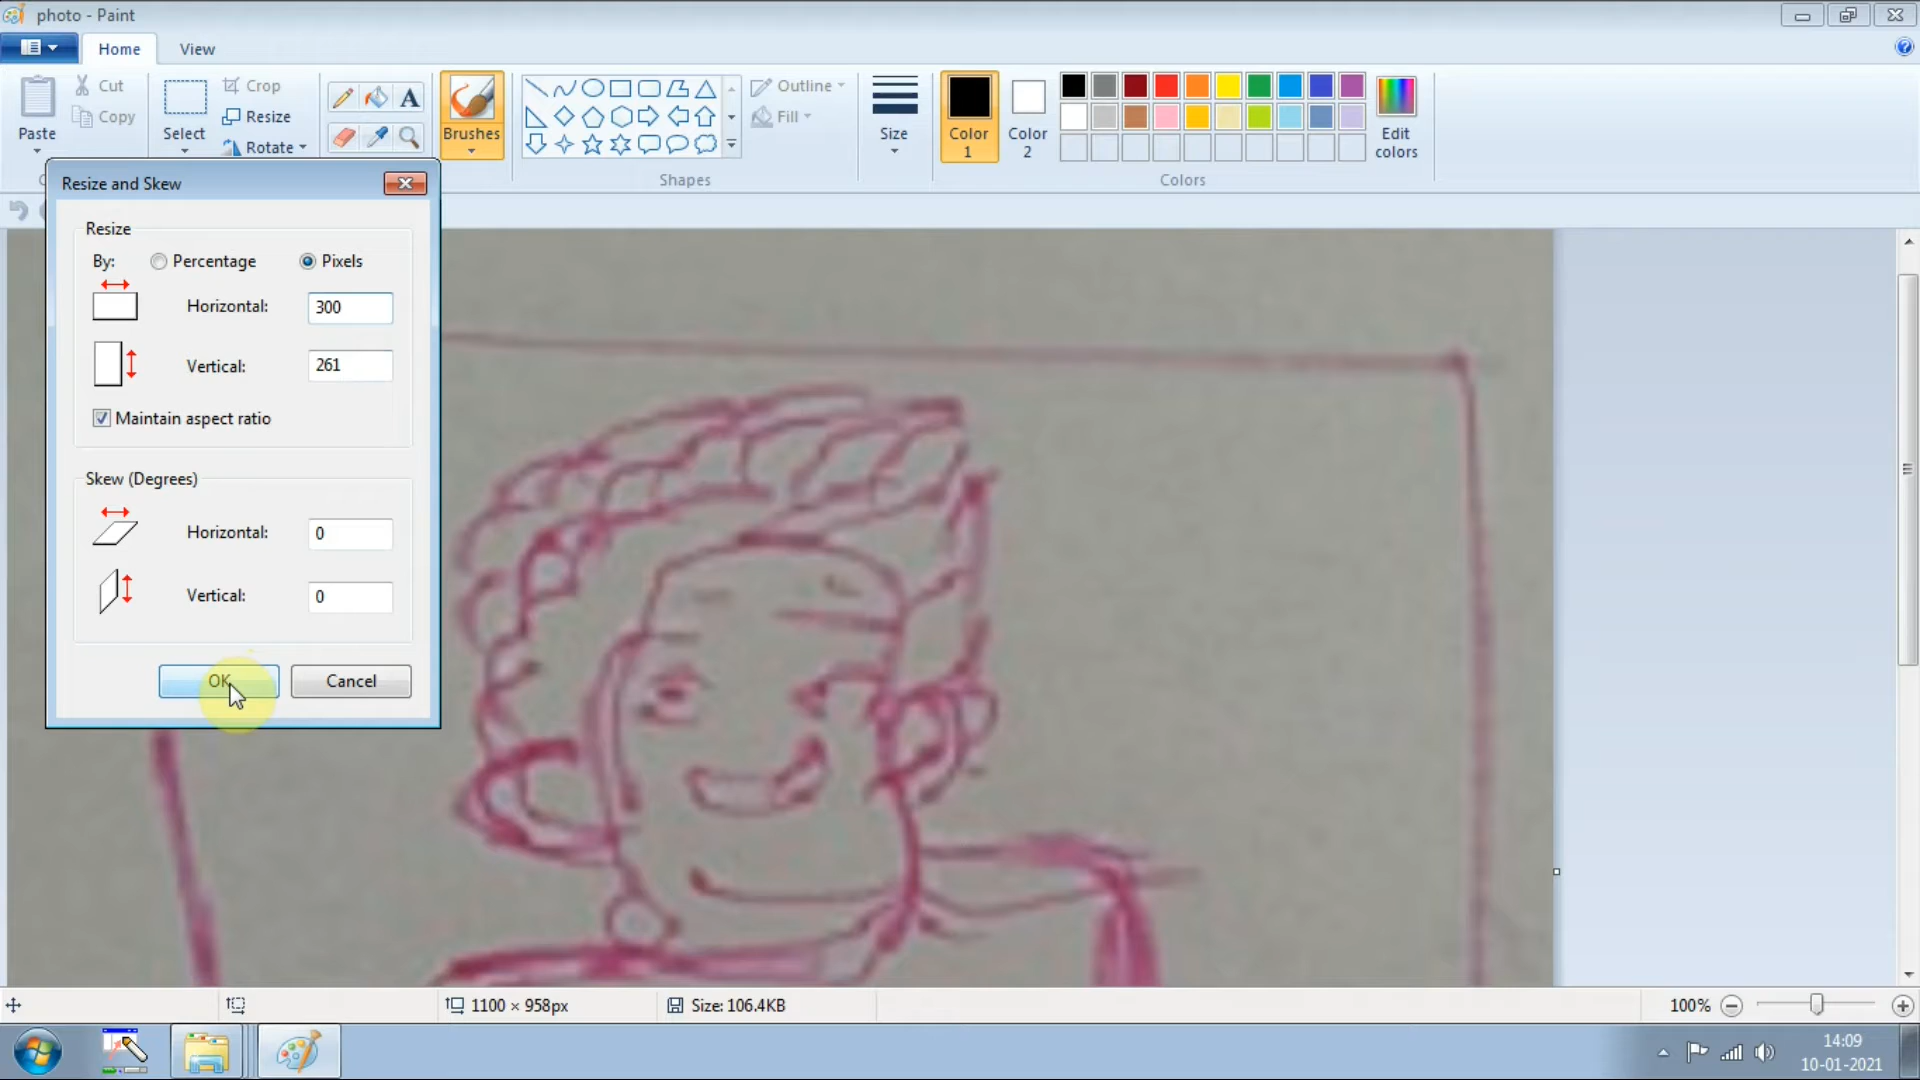 photo - Paint
Home
View
Paste
Cut
Copy
Select
Crop
Resize
Rotate
A
Brushes
Outline
Fill
Shapes
Size
Color
1
Color
2
Edit
colors
Colors
Resize and Skew
Resize
By:
Percentage
Pixels
Horizontal:
300
Vertical:
261
Maintain aspect ratio
Skew (Degrees)
Horizontal:
0
Vertical:
0
OK
Cancel
1100 × 958px
Size: 106.4KB
100%
14:09
10-01-2021